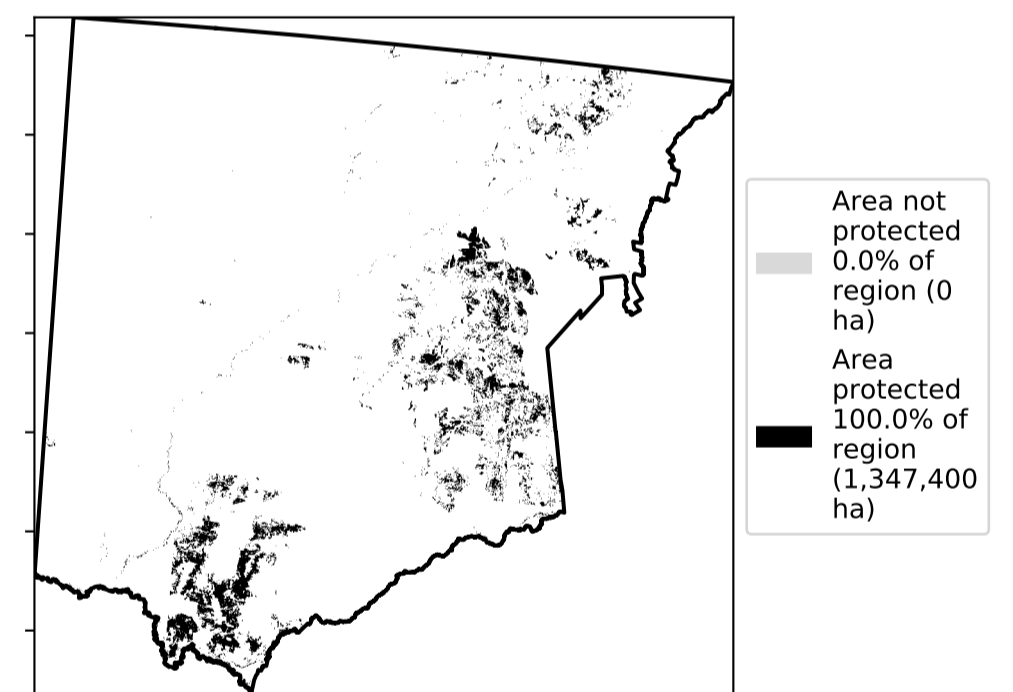 Area not
protected
0.0% of
region (0
ha)
Area
protected
100.0% of
region
(1,347,400
ha)